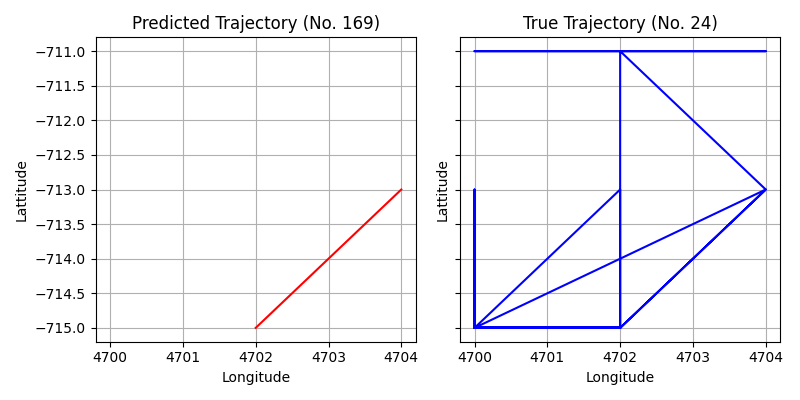 Predicted Trajectory (No. 169)
True Trajectory (No. 24)
−711.0
−711.5
−712.0
−712.5
−713.0
−713.5
−714.0
−714.5
−715.0
Lattitude
Lattitude
4700 4701 4702 4703 4704
4700 4701 4702 4703 4704
Longitude
Longitude